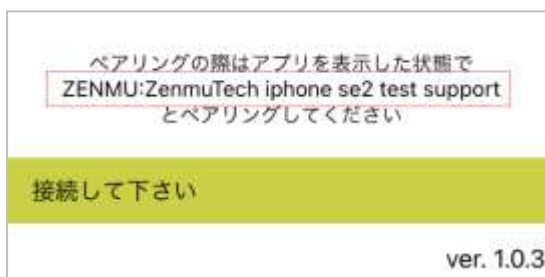 ペアリングの際はアプリを表示した状態で
ZENMU:ZenmuTech iphone se2 test support
とペアリングしてください
接続して下さい
ver. 1.0.3